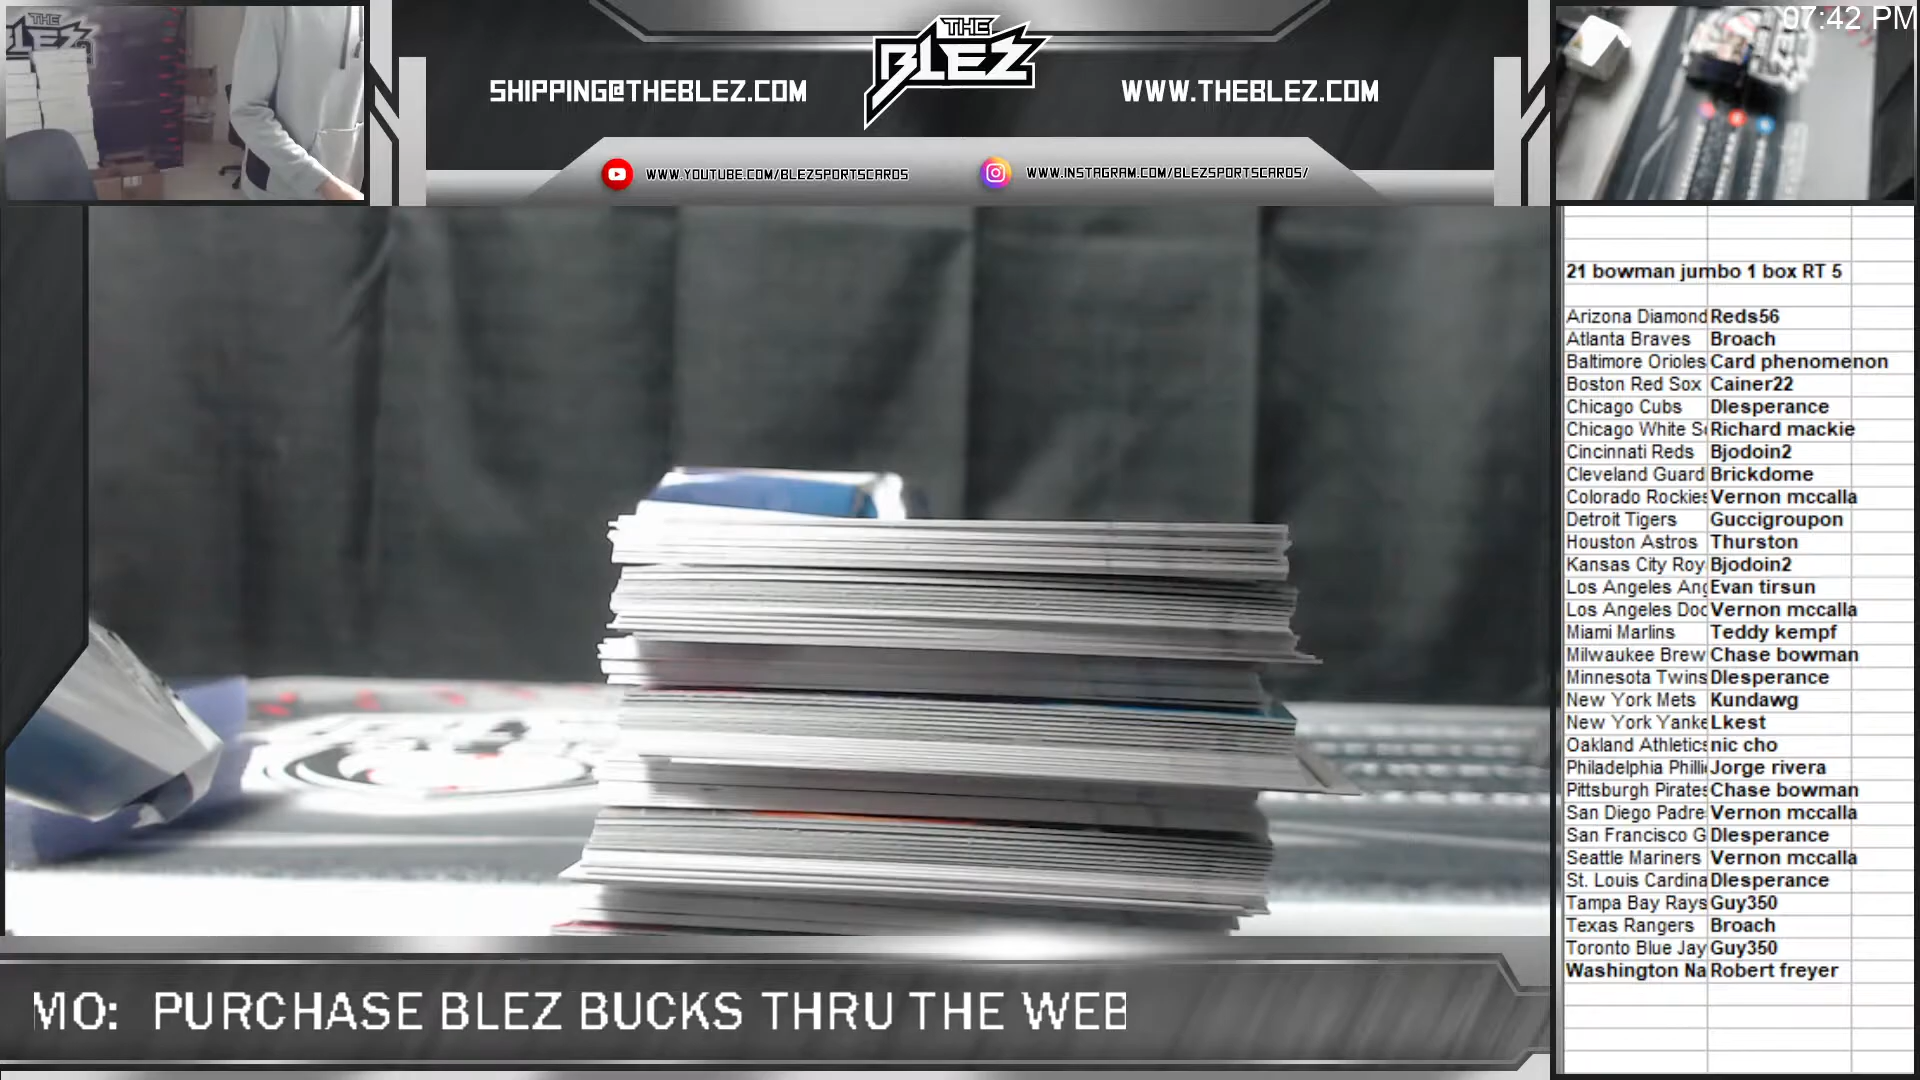 THE
BLEZ
07:42 PM
THE
BLEZ
SHIPPING@THEBLEZ.COM
WWW.THEBLEZ.COM
WWW.YOUTUBE.COM/BLEZSPORTSCARDS
WWW.INSTAGRAM.COM/BLEZSPORTSCARDS/
21 bowman jumbo 1 box RT 5
Arizona Diamond Reds56
Atlanta Braves Broach
Baltimore Orioles Card phenomenon
Boston Red Sox Cainer22
Chicago Cubs Dlesperance
Chicago White S Richard mackie
Cincinnati Reds Bjodoin2
Cleveland Guard Brickdome
Colorado Rockies Vernon mccalla
Detroit Tigers Guccigroupon
Houston Astros Thurston
Kansas City Roy Bjodoin2
Los Angeles Ang Evan tirsun
Los Angeles Doc Vernon mccalla
Miami Marlins Teddy kempf
Milwaukee Brew Chase bowman
Minnesota Twins Dlesperance
New York Mets Kundawg
New York Yanke Lkest
Oakland Athletics nic cho
Philadelphia Philli Jorge rivera
Pittsburgh Pirates Chase bowman
San Diego Padre Vernon mccalla
San Francisco G Dlesperance
Seattle Mariners Vernon mccalla
St. Louis Cardina Dlesperance
Tampa Bay Rays Guy350
Texas Rangers Broach
Toronto Blue Jay Guy350
Washington Na Robert freyer
MO: PURCHASE BLEZ BUCKS THRU THE WEB